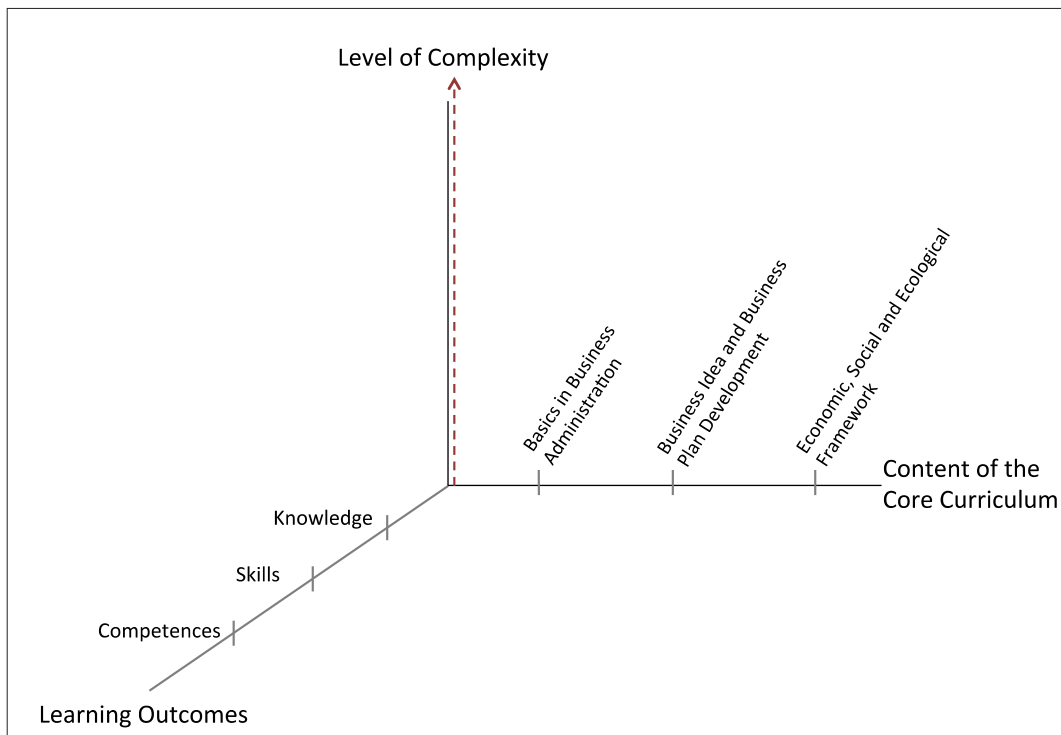 Level of Complexity
Basics in Business
Administration
Business Idea and Business
Plan Development
Economic, Social and Ecological
Framework
Content of the
Core Curriculum
Knowledge
Skills
Competences
Learning Outcomes